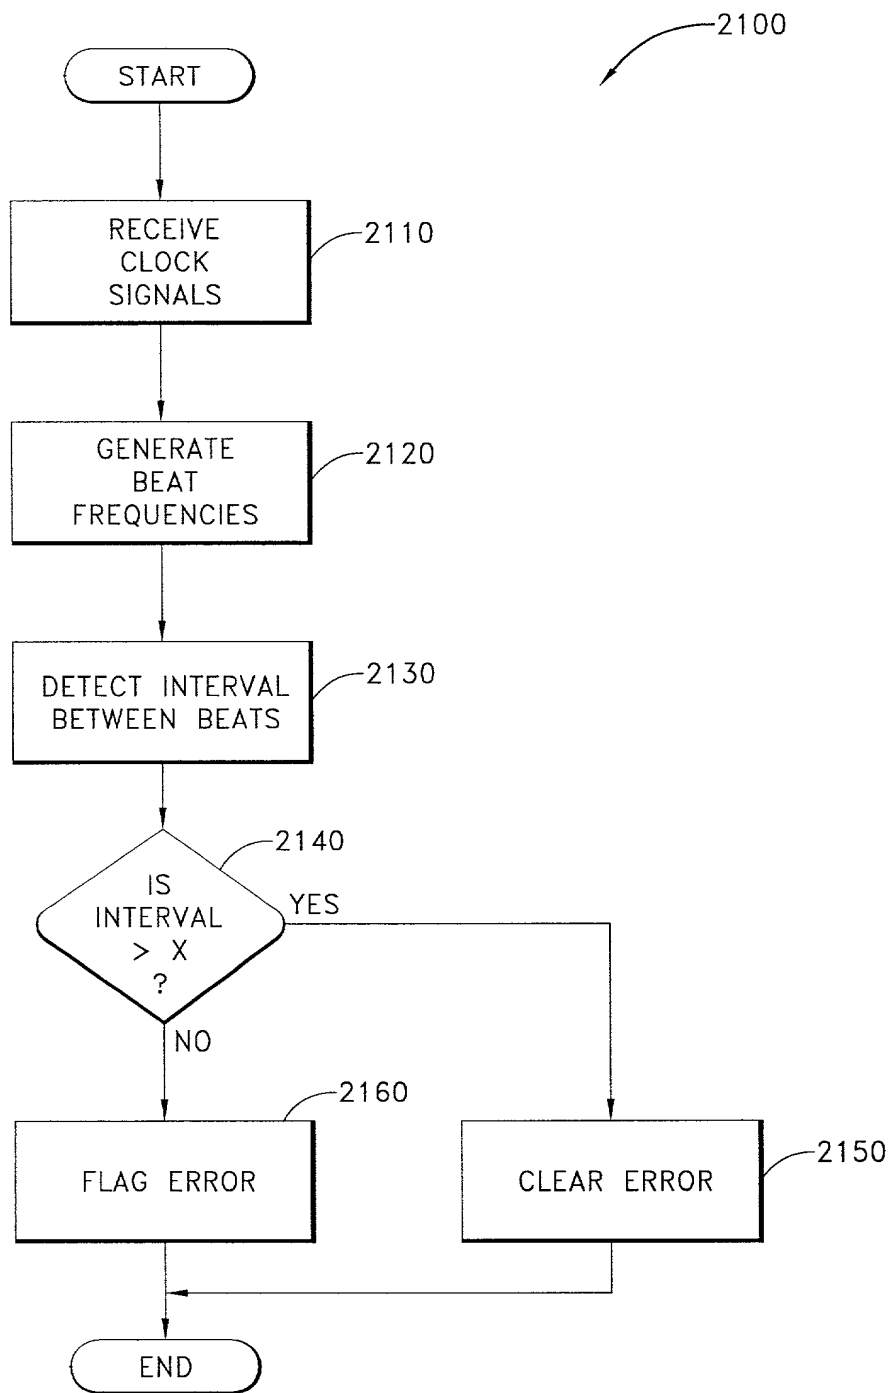 2100
START
RECEIVE
CLOCK
SIGNALS
2110
GENERATE
BEAT
FREQUENCIES
2120
DETECT INTERVAL
BETWEEN BEATS
2130
2140
IS
INTERVAL
> X
?
YES
NO
2160
FLAG ERROR
CLEAR ERROR
2150
END